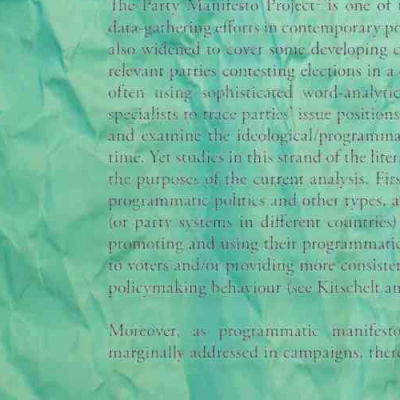 The Party Manifesto Project² is one of
data-gathering efforts in contemporary po
also widened to cover some developing c
relevant parties contesting elections in a
often using sophisticated word-analytic
specialists to trace parties' issue positions
and examine the ideological/programma
time. Yet studies in this strand of the liter
the purposes of the current analysis. Firs
programmatic politics and other types, a
(or party systems in different countries)
promoting and using their programmatic
to voters and/or providing more consister
policymaking behaviour (see Kitschelt an
Moreover, as programmatic manifesto
marginally addressed in campaigns, there